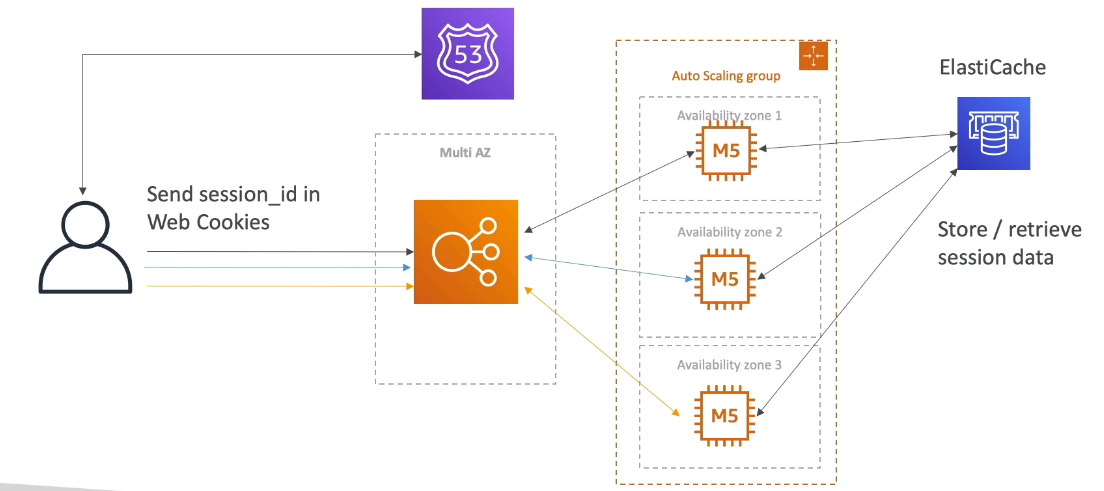 53
ElastiCache
Auto Scaling group
Availability zone 1
M5
Multi AZ
Send session_id in
Web Cookies
Availability zone 2
M5
Store / retrieve
session data
Availability zone 3
M5